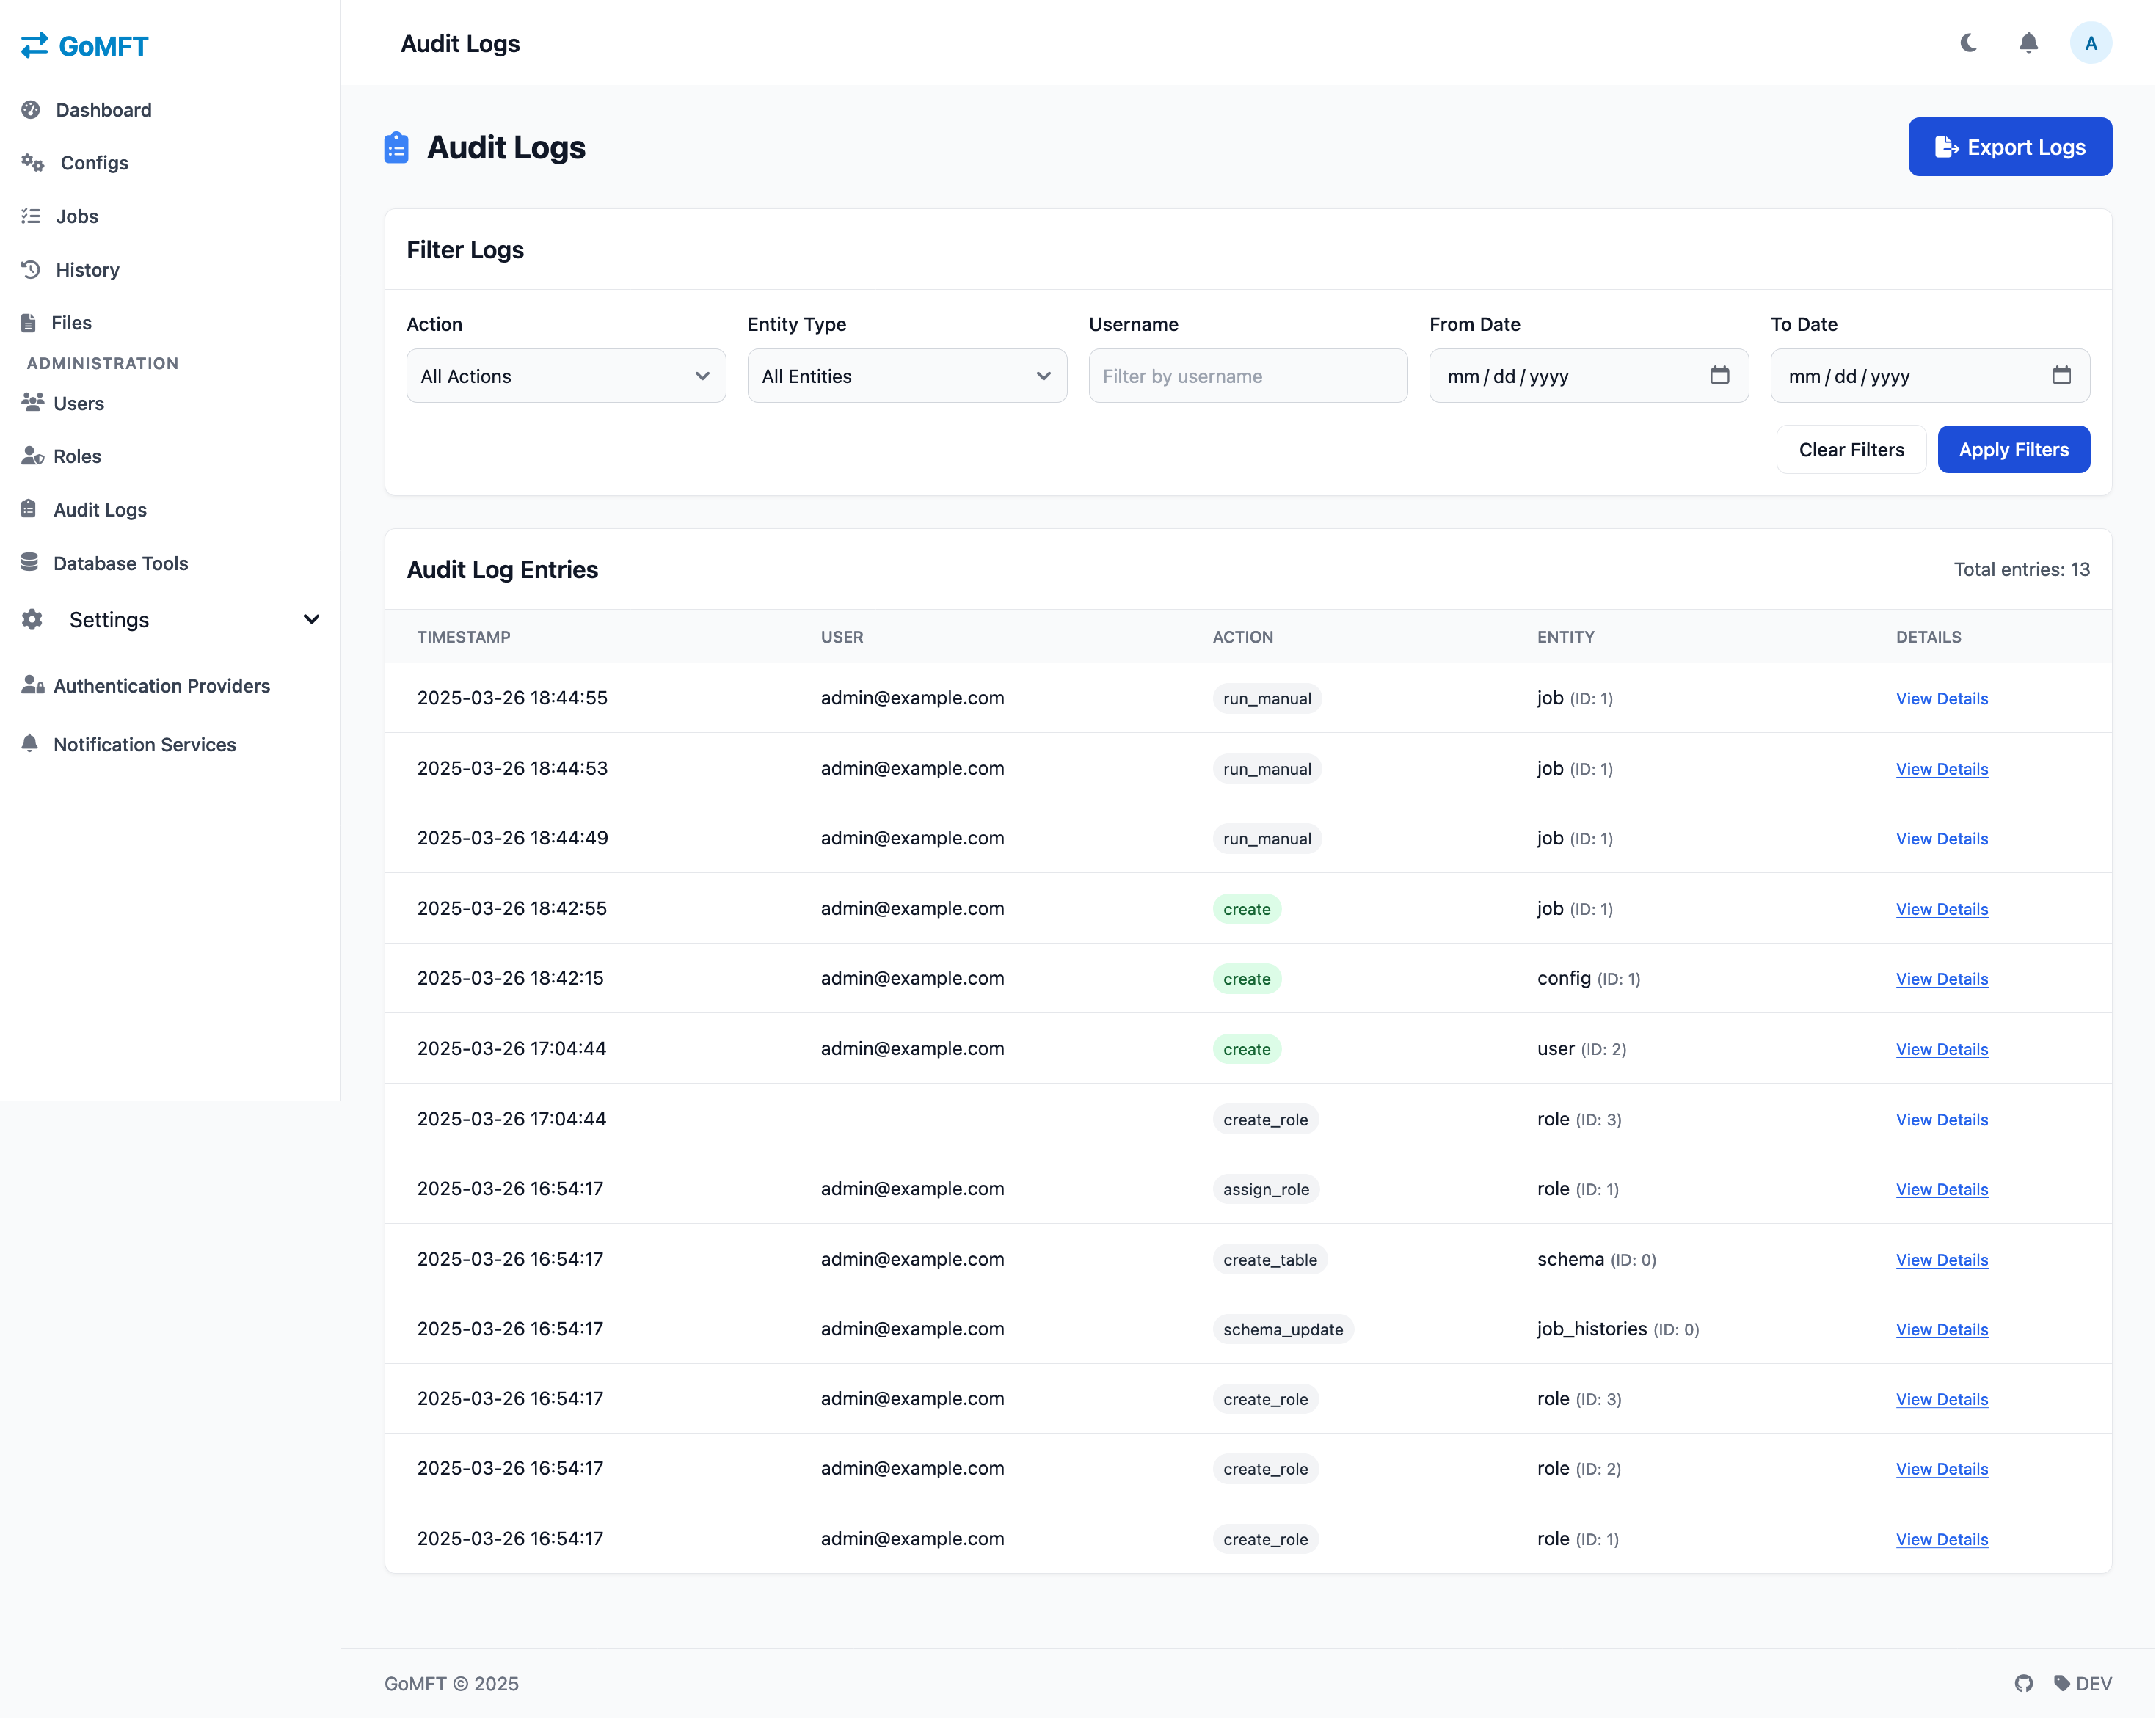 GoMFT
Dashboard
Configs
Jobs
History
Files
ADMINISTRATION
Users
Roles
Audit Logs
Database Tools
Settings
Authentication Providers
Notification Services
Audit Logs
A
Audit Logs
Export Logs
Filter Logs
Action
Entity Type
Username
From Date
To Date
All Actions
All Entities
Filter by username
mm/dd/yyyy
mm/dd/yyyy
Clear Filters
Apply Filters
Audit Log Entries
Total entries: 13
TIMESTAMP USER ACTION ENTITY DETAILS
2025-03-26 18:44:55 admin@example.com run_manual job (ID: 1) View Details
2025-03-26 18:44:53 admin@example.com run_manual job (ID: 1) View Details
2025-03-26 18:44:49 admin@example.com run_manual job (ID: 1) View Details
2025-03-26 18:42:55 admin@example.com create job (ID: 1) View Details
2025-03-26 18:42:15 admin@example.com create config (ID: 1) View Details
2025-03-26 17:04:44 admin@example.com create user (ID: 2) View Details
2025-03-26 17:04:44 create_role role (ID: 3) View Details
2025-03-26 16:54:17 admin@example.com assign_role role (ID: 1) View Details
2025-03-26 16:54:17 admin@example.com create_table schema (ID: 0) View Details
2025-03-26 16:54:17 admin@example.com schema_update job_histories (ID: 0) View Details
2025-03-26 16:54:17 admin@example.com create_role role (ID: 3) View Details
2025-03-26 16:54:17 admin@example.com create_role role (ID: 2) View Details
2025-03-26 16:54:17 admin@example.com create_role role (ID: 1) View Details
GoMFT © 2025
DEV